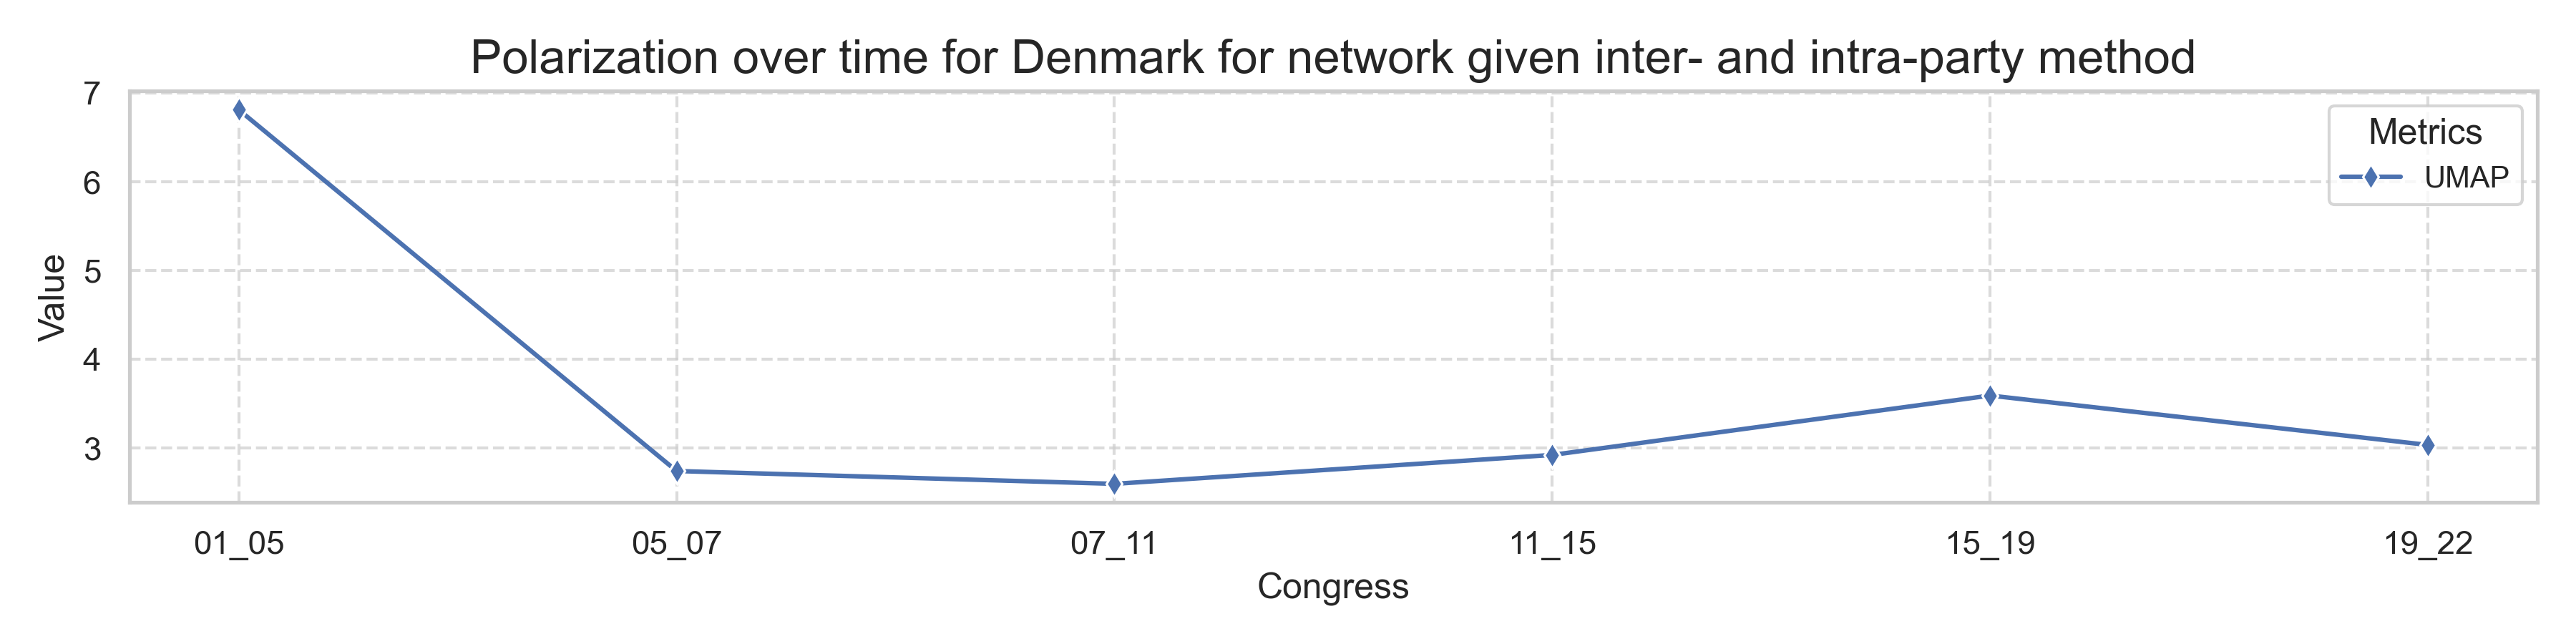 Polarization over time for Denmark for network given inter- and intra-party method
7
6
5
4
3
Value
Metrics
UMAP
01_05
05_07
07_11
11_15
15_19
19_22
Congress